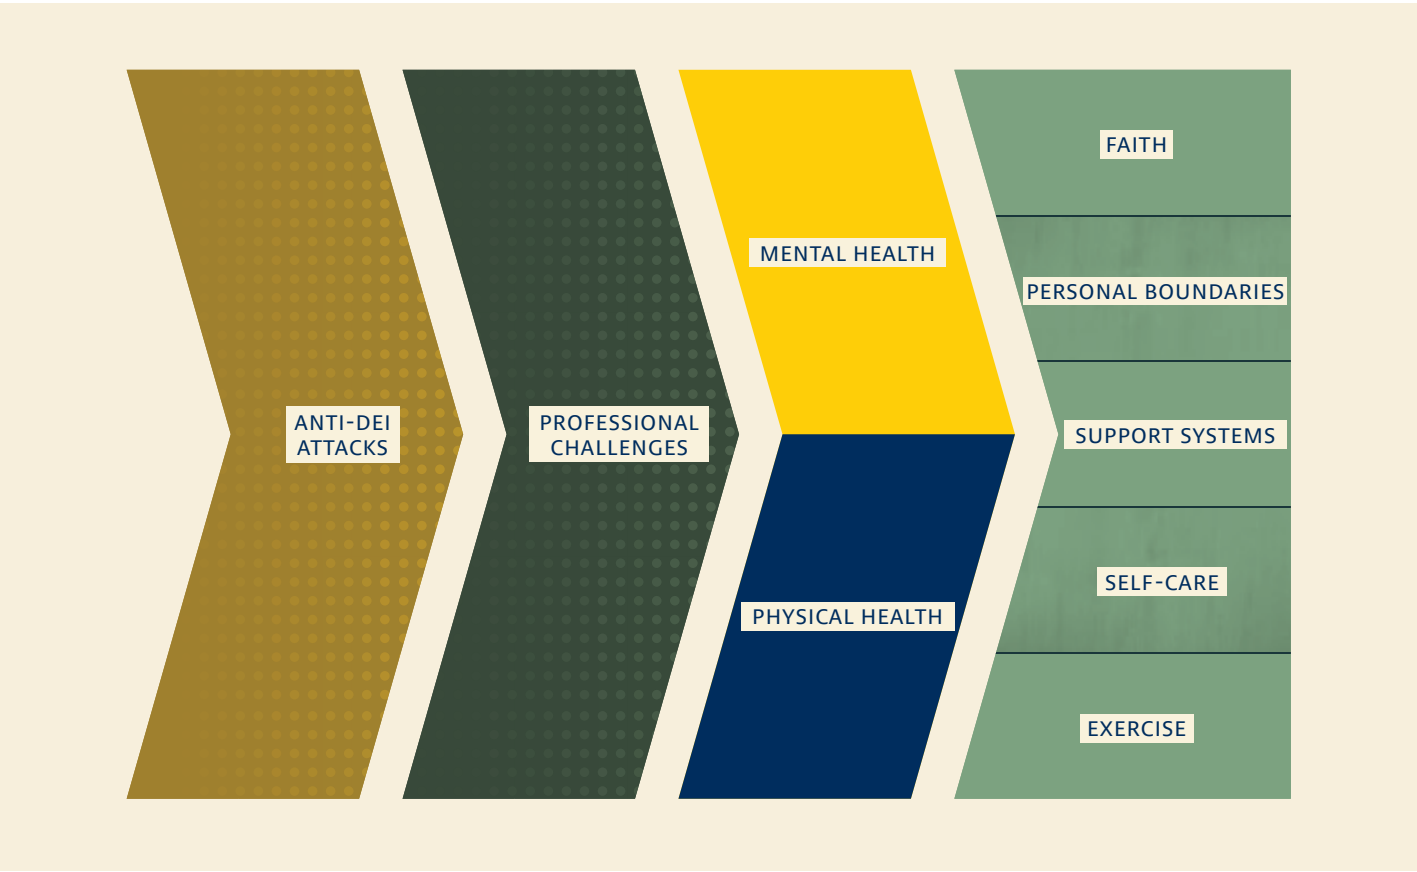 ANTI-DEI
ATTACKS
PROFESSIONAL
CHALLENGES
MENTAL HEALTH
PHYSICAL HEALTH
FAITH
PERSONAL BOUNDARIES
SUPPORT SYSTEMS
SELF-CARE
EXERCISE